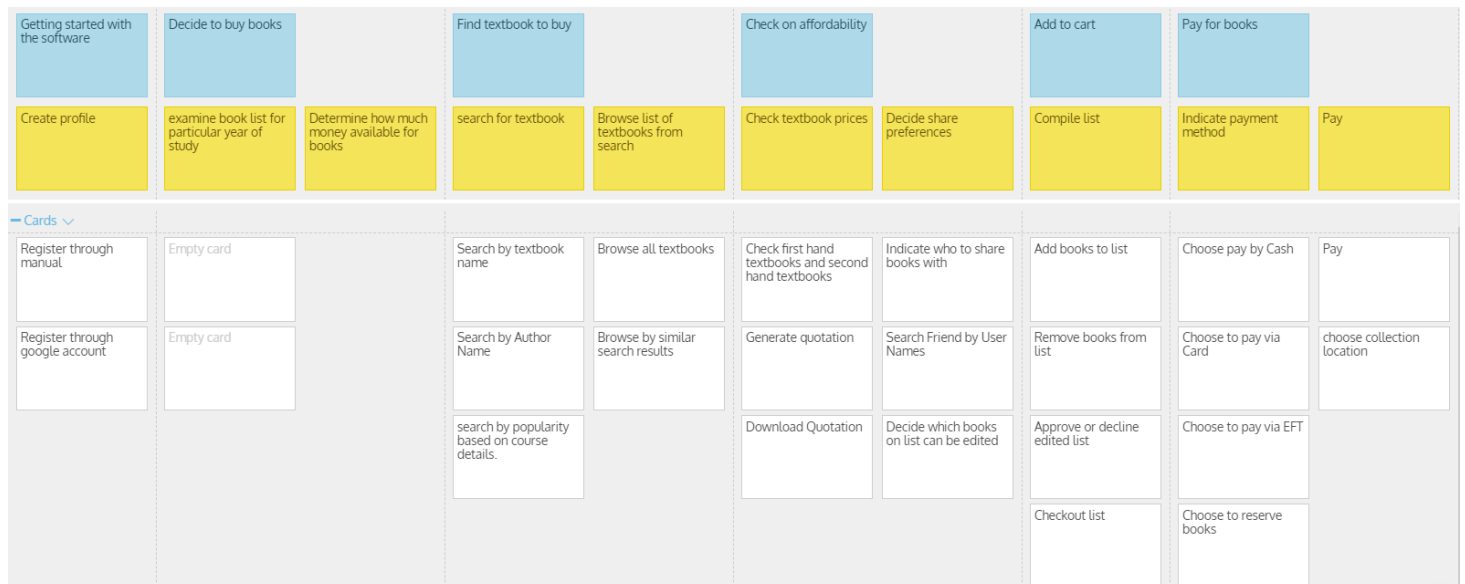 Getting started with
the software
Decide to buy books
Find textbook to buy
Check on affordability
Add to cart
Pay for books
Create profile
examine book list for
particular year of
study
Determine how much
money available for
books
search for textbook
Browse list of
textbooks from
search
Check textbook prices
Decide share
preferences
Compile list
Indicate payment
method
Pay
Cards
Register through
manual
Empty card
Search by textbook
name
Browse all textbooks
Check first hand
textbooks and second
hand textbooks
Indicate who to share
books with
Add books to list
Choose pay by Cash
Pay
Register through
google account
Empty card
Search by Author
Name
Browse by similar
search results
Generate quotation
Search Friend by User
Names
Remove books from
list
Choose to pay via
Card
choose collection
location
search by popularity
based on course
details.
Download Quotation
Decide which books
on list can be edited
Approve or decline
edited list
Choose to pay via EFT
Checkout list
Choose to reserve
books